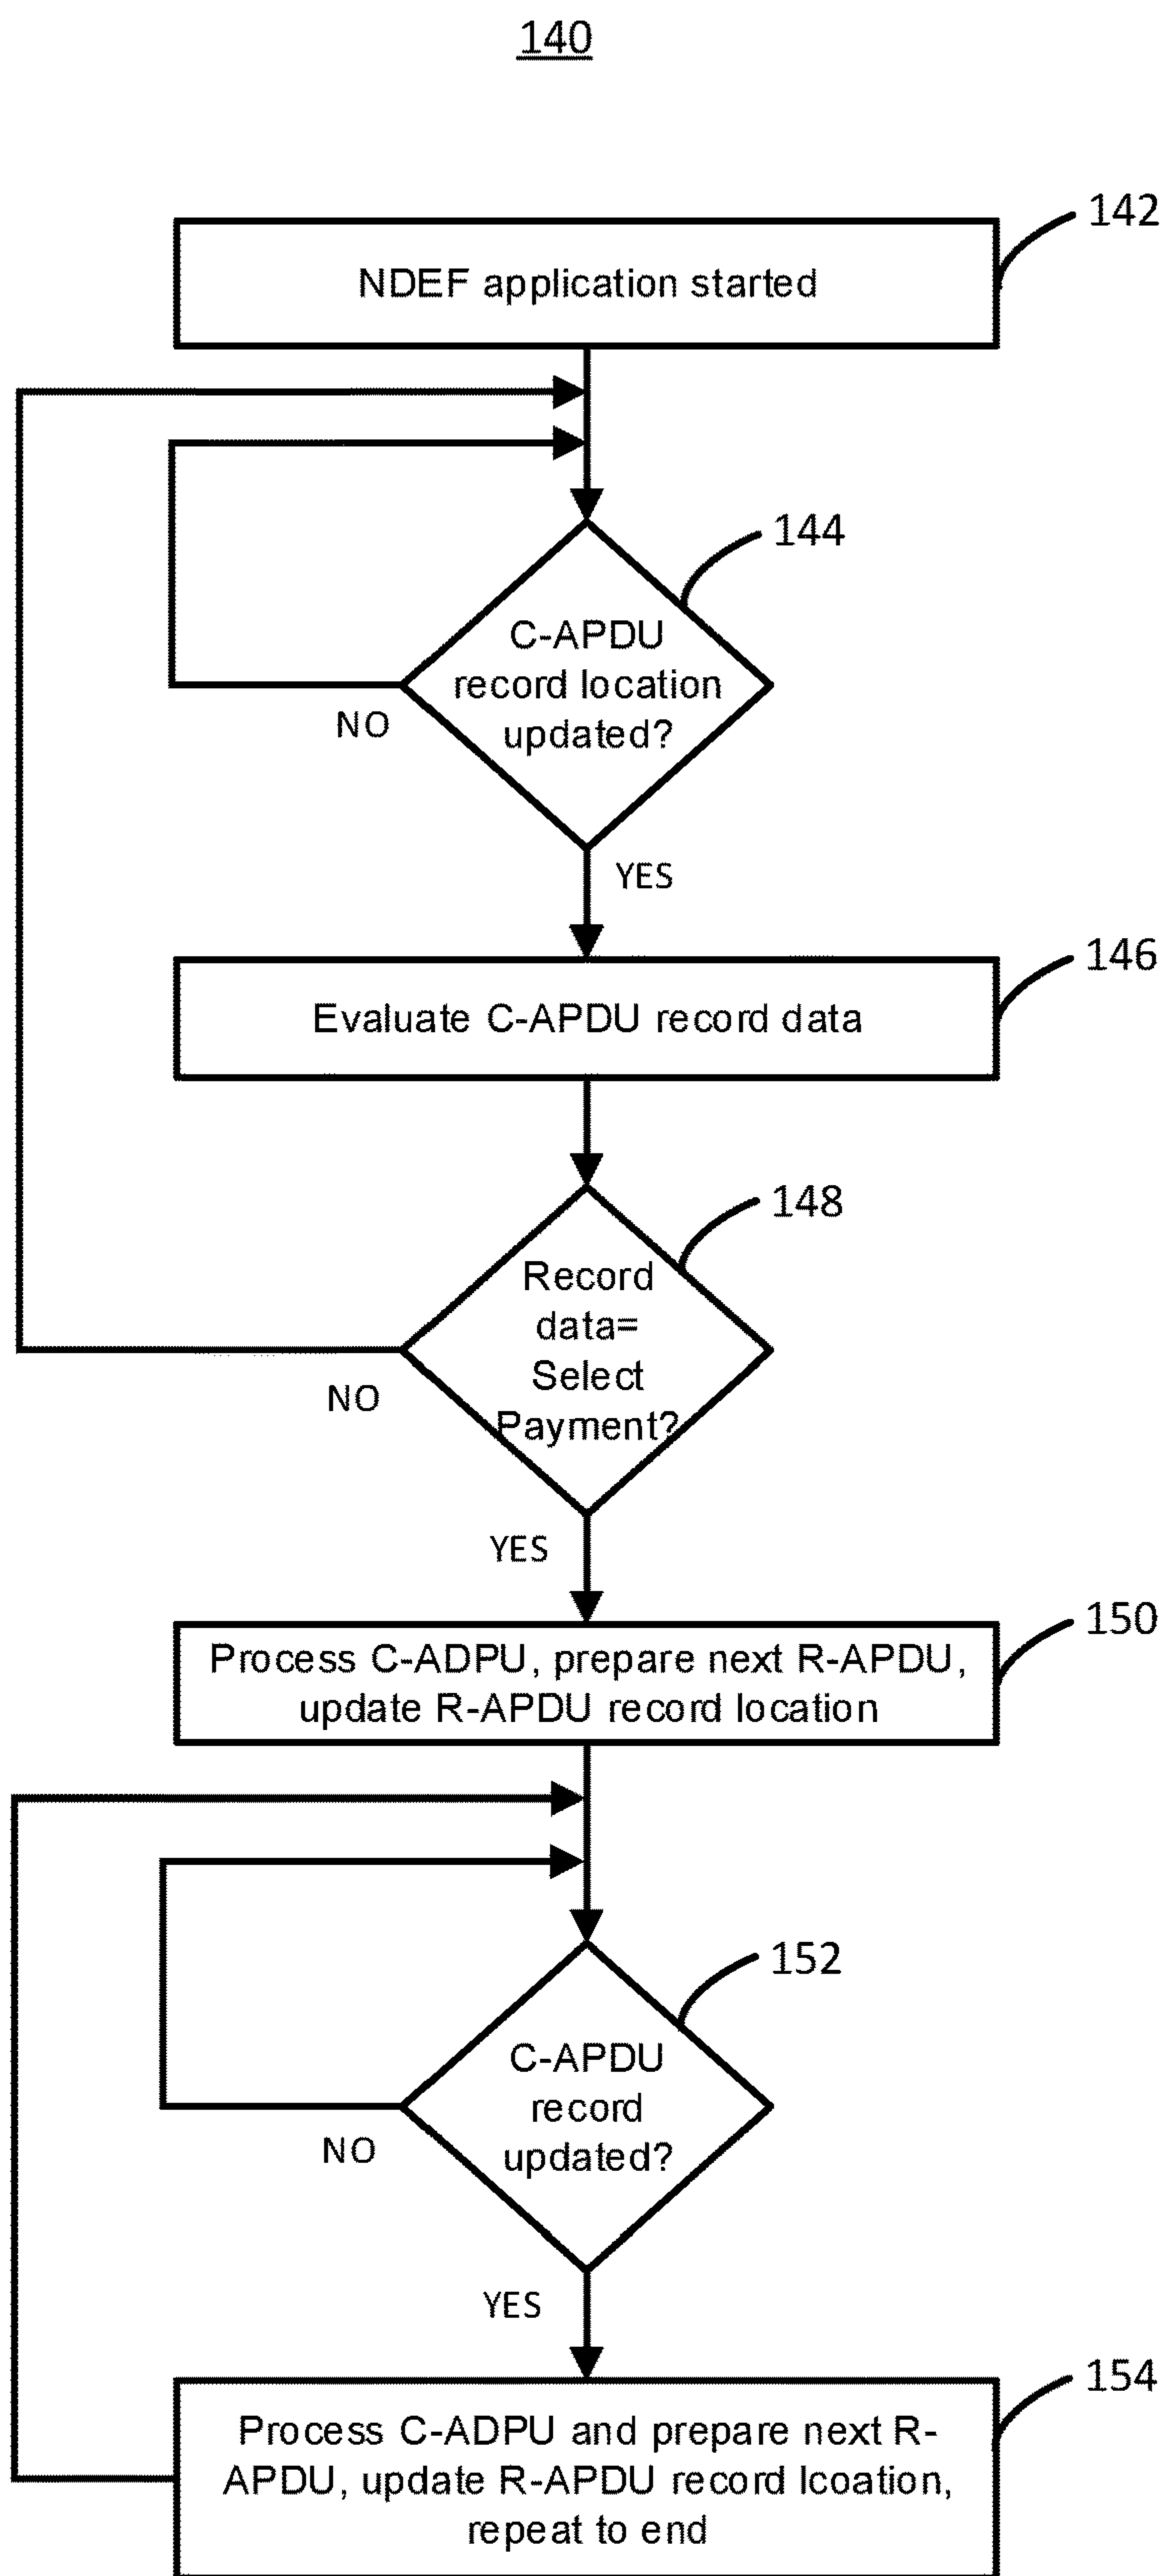 140
142
NDEF application started
144
C-APDU
record location
updated?
NO
YES
146
Evaluate C-APDU record data
148
Record
data=
Select
Payment?
NO
YES
150
Process C-ADPU, prepare next R-APDU,
update R-APDU record location
152
C-APDU
record
updated?
NO
YES
154
Process C-ADPU and prepare next R-
APDU, update R-APDU record lcoation,
repeat to end